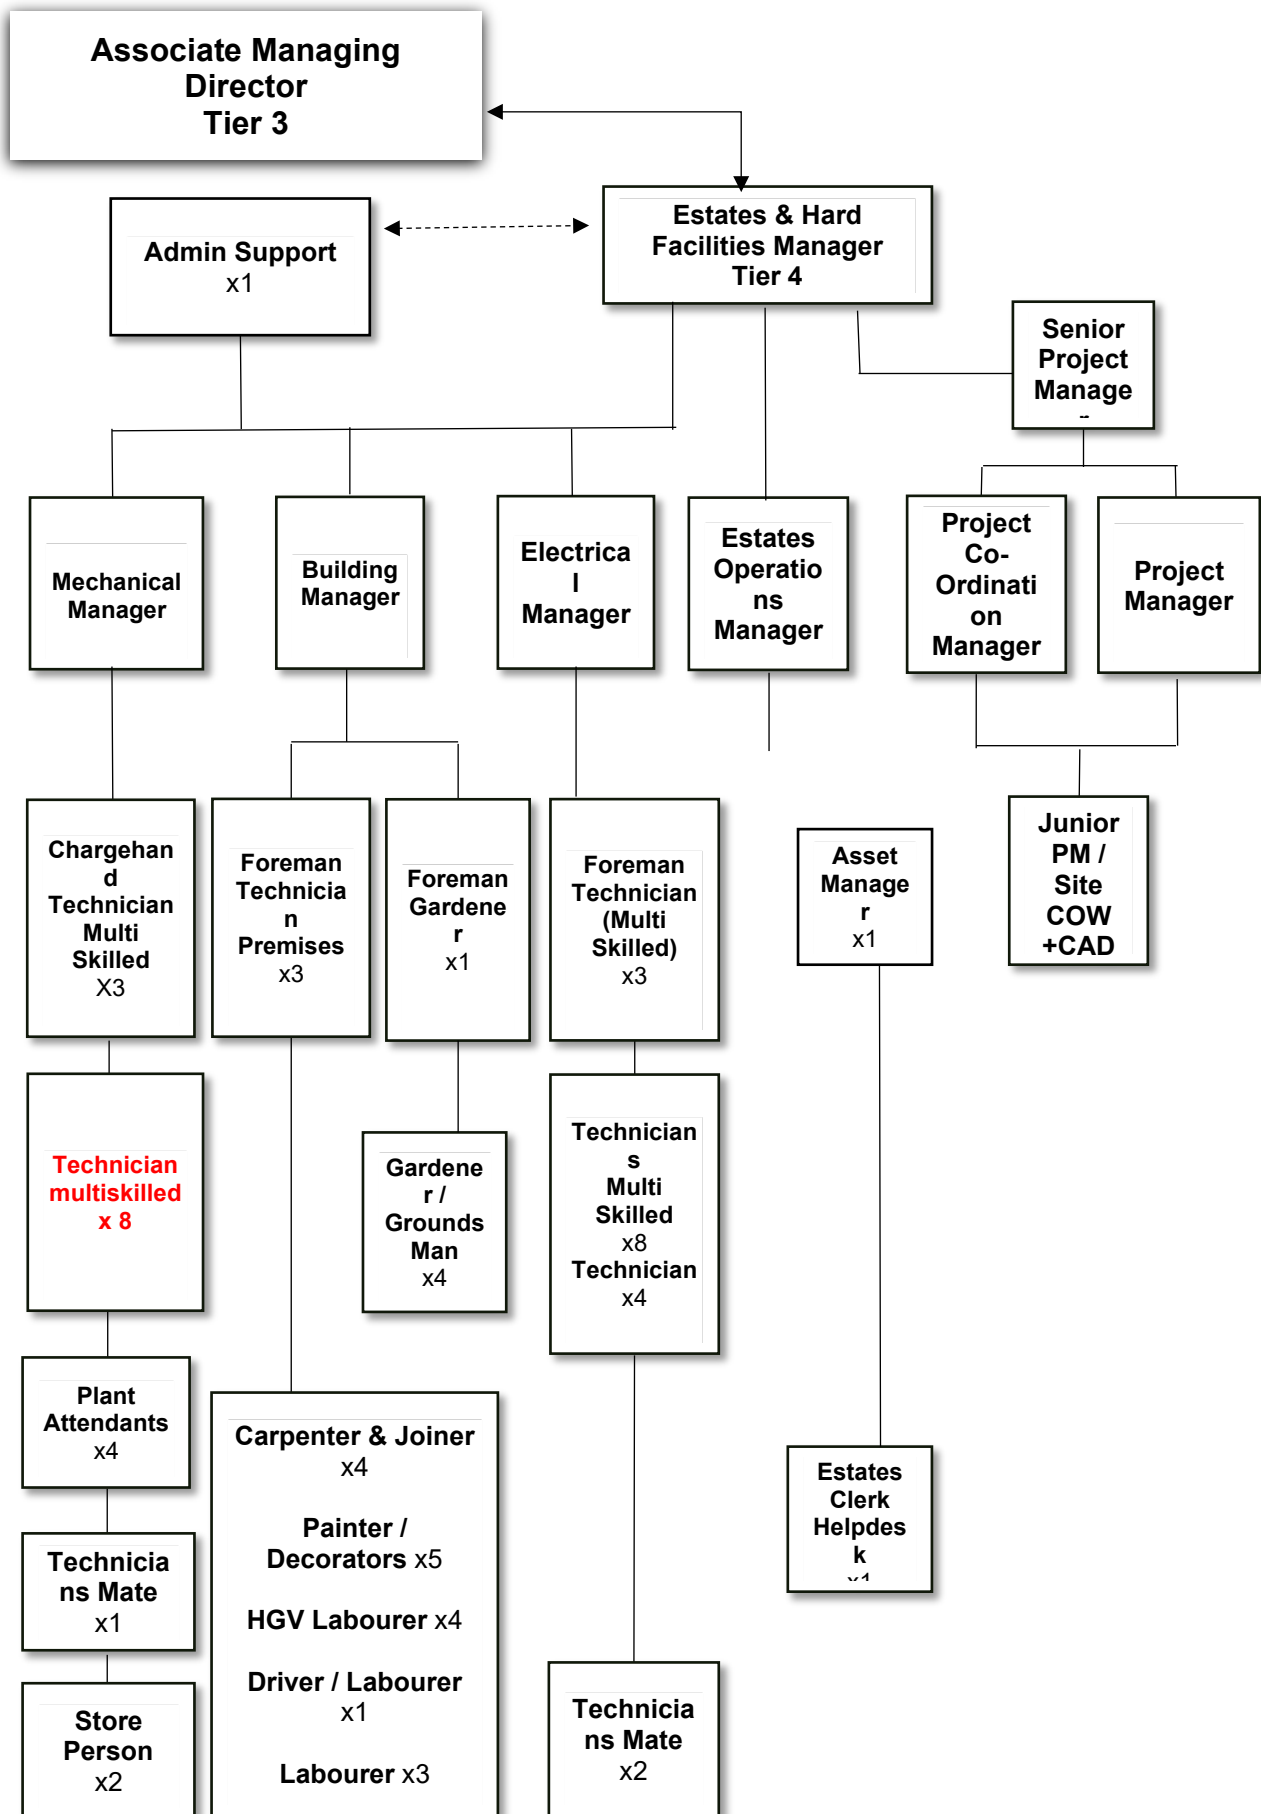 Associate Managing
Director
Tier 3
Admin Support
x1
Estates & Hard
Facilities Manager
Tier 4
Senior
Project
Manage
r
Mechanical
Manager
Building
Manager
Electrica
l
Manager
Estates
Operatio
ns
Manager
Project
Co-
Ordinati
on
Manager
Project
Manager
Chargehan
d
Technician
Multi
Skilled
X3
Foreman
Technicia
n
Premises
x3
Foreman
Gardene
r
x1
Foreman
Technician
(Multi
Skilled)
x3
Asset
Manage
r
x1
Junior
PM /
Site
COW
+CAD
Technician
multiskilled
x 8
Gardene
r /
Grounds
Man
x4
Technician
s
Multi
Skilled
x8
Technician
x4
Plant
Attendants
x4
Technicia
ns Mate
x1
Store
Person
x2
Carpenter & Joiner
x4
Painter /
Decorators x5
HGV Labourer x4
Driver / Labourer
x1
Labourer x3
Technicia
ns Mate
x2
Estates
Clerk
Helpdes
k
x1